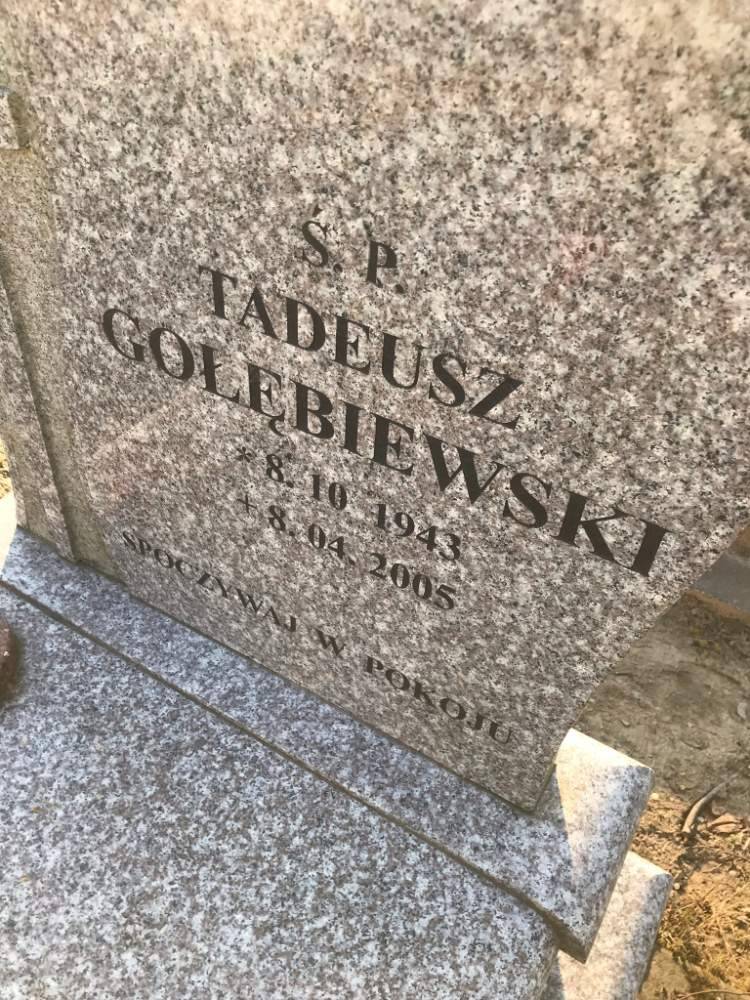 Ś. P.
TADEUSZ
GOŁĘBIEWSKI
* 8. 10. 1943
+ 8. 04. 2005
SPOCZYWAJ W POKOJU